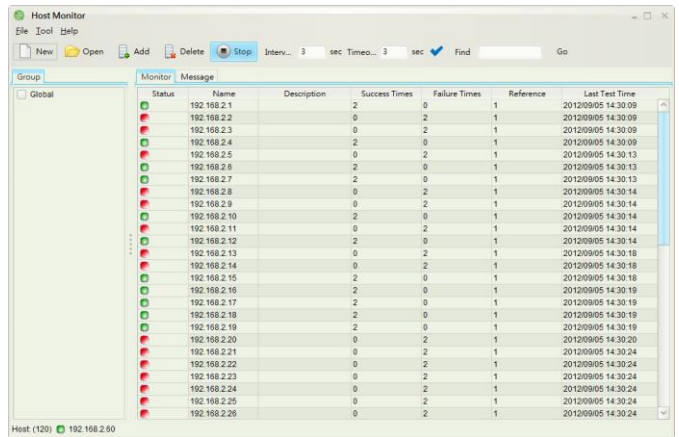 Host Monitor
File Tool Help
New Open Add Delete Stop Interv... 3 sec Timeo... 3 sec Find Go
Group Monitor Message
Global
Status Name Description Success Times Failure Times Reference Last Test Time
192.168.2.1 2 0 1 2012/09/05 14:30:09
192.168.2.2 0 2 1 2012/09/05 14:30:09
192.168.2.3 0 2 1 2012/09/05 14:30:09
192.168.2.4 2 0 1 2012/09/05 14:30:09
192.168.2.5 0 2 1 2012/09/05 14:30:13
192.168.2.6 2 0 1 2012/09/05 14:30:13
192.168.2.7 2 0 1 2012/09/05 14:30:13
192.168.2.8 0 2 1 2012/09/05 14:30:14
192.168.2.9 0 2 1 2012/09/05 14:30:14
192.168.2.10 2 0 1 2012/09/05 14:30:14
192.168.2.11 0 2 1 2012/09/05 14:30:14
192.168.2.12 2 0 1 2012/09/05 14:30:14
192.168.2.13 0 2 1 2012/09/05 14:30:18
192.168.2.14 0 2 1 2012/09/05 14:30:18
192.168.2.15 2 0 1 2012/09/05 14:30:18
192.168.2.16 2 0 1 2012/09/05 14:30:19
192.168.2.17 2 0 1 2012/09/05 14:30:19
192.168.2.18 2 0 1 2012/09/05 14:30:19
192.168.2.19 2 0 1 2012/09/05 14:30:19
192.168.2.20 0 2 1 2012/09/05 14:30:20
192.168.2.21 0 2 1 2012/09/05 14:30:24
192.168.2.22 0 2 1 2012/09/05 14:30:24
192.168.2.23 0 2 1 2012/09/05 14:30:24
192.168.2.24 0 2 1 2012/09/05 14:30:24
192.168.2.25 0 2 1 2012/09/05 14:30:24
192.168.2.26 0 2 1 2012/09/05 14:30:24
Host: (120) 192.168.2.60